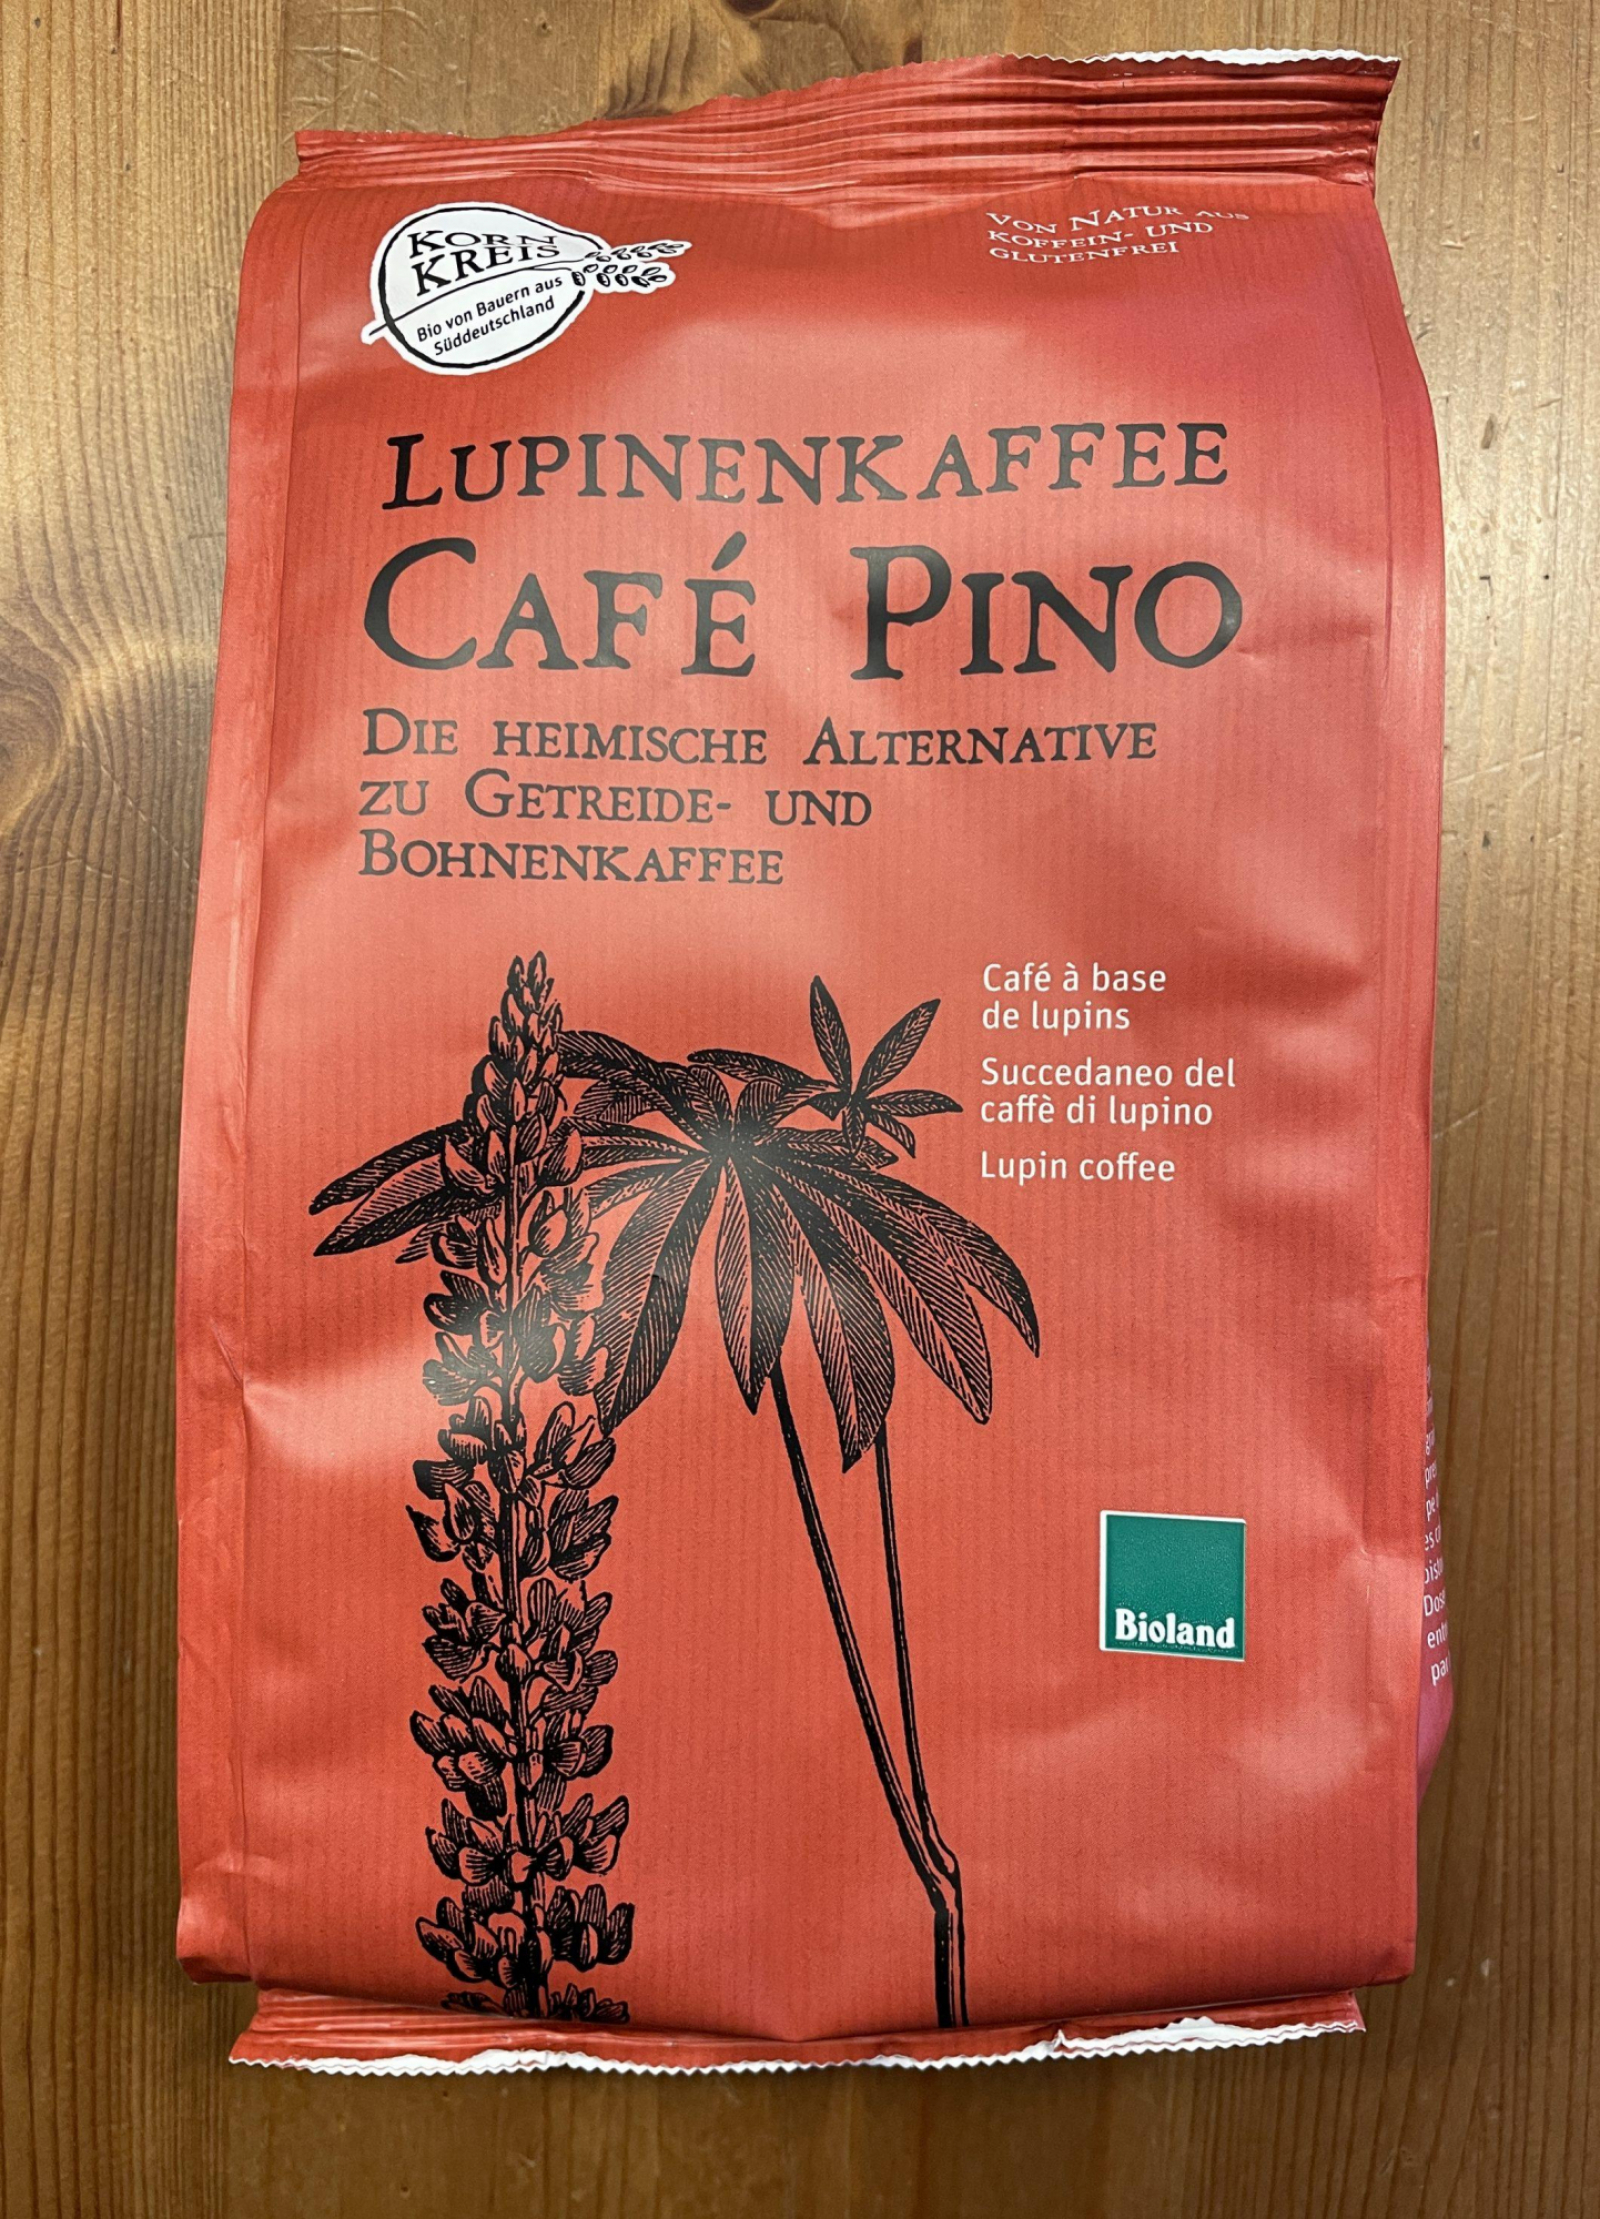 KORN
KREIS
Bio von Bauern aus
Süddeutschland
VON NATUR AUS
KOFFEIN- UND
GLUTENFREI
LUPINENKAFFEE
CAFÉ PINO
DIE HEIMISCHE ALTERNATIVE
ZU GETREIDE- UND
BOHNENKAFFEE
Café à base
de lupins
Succedaneo del
caffè di lupino
Lupin coffee
Bioland